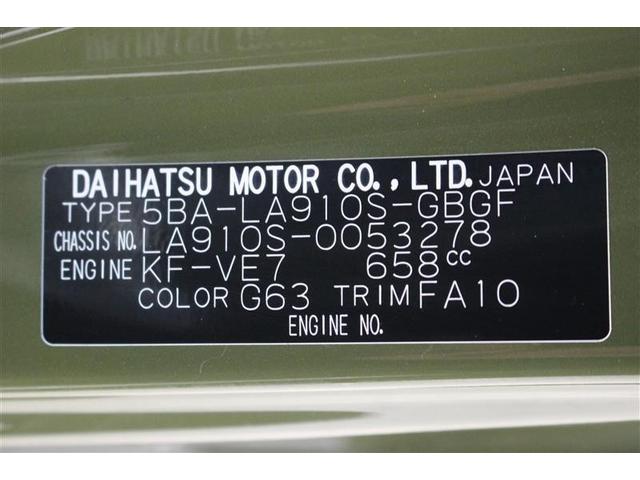 DAIHATSU MOTOR CO., LTD. JAPAN
TYPE 5BA-LA910S-GBGF
CHASSIS NO. LA910S-0053278
ENGINE KF-VE7 658cc
COLOR G63 TRIM FA10
ENGINE NO.